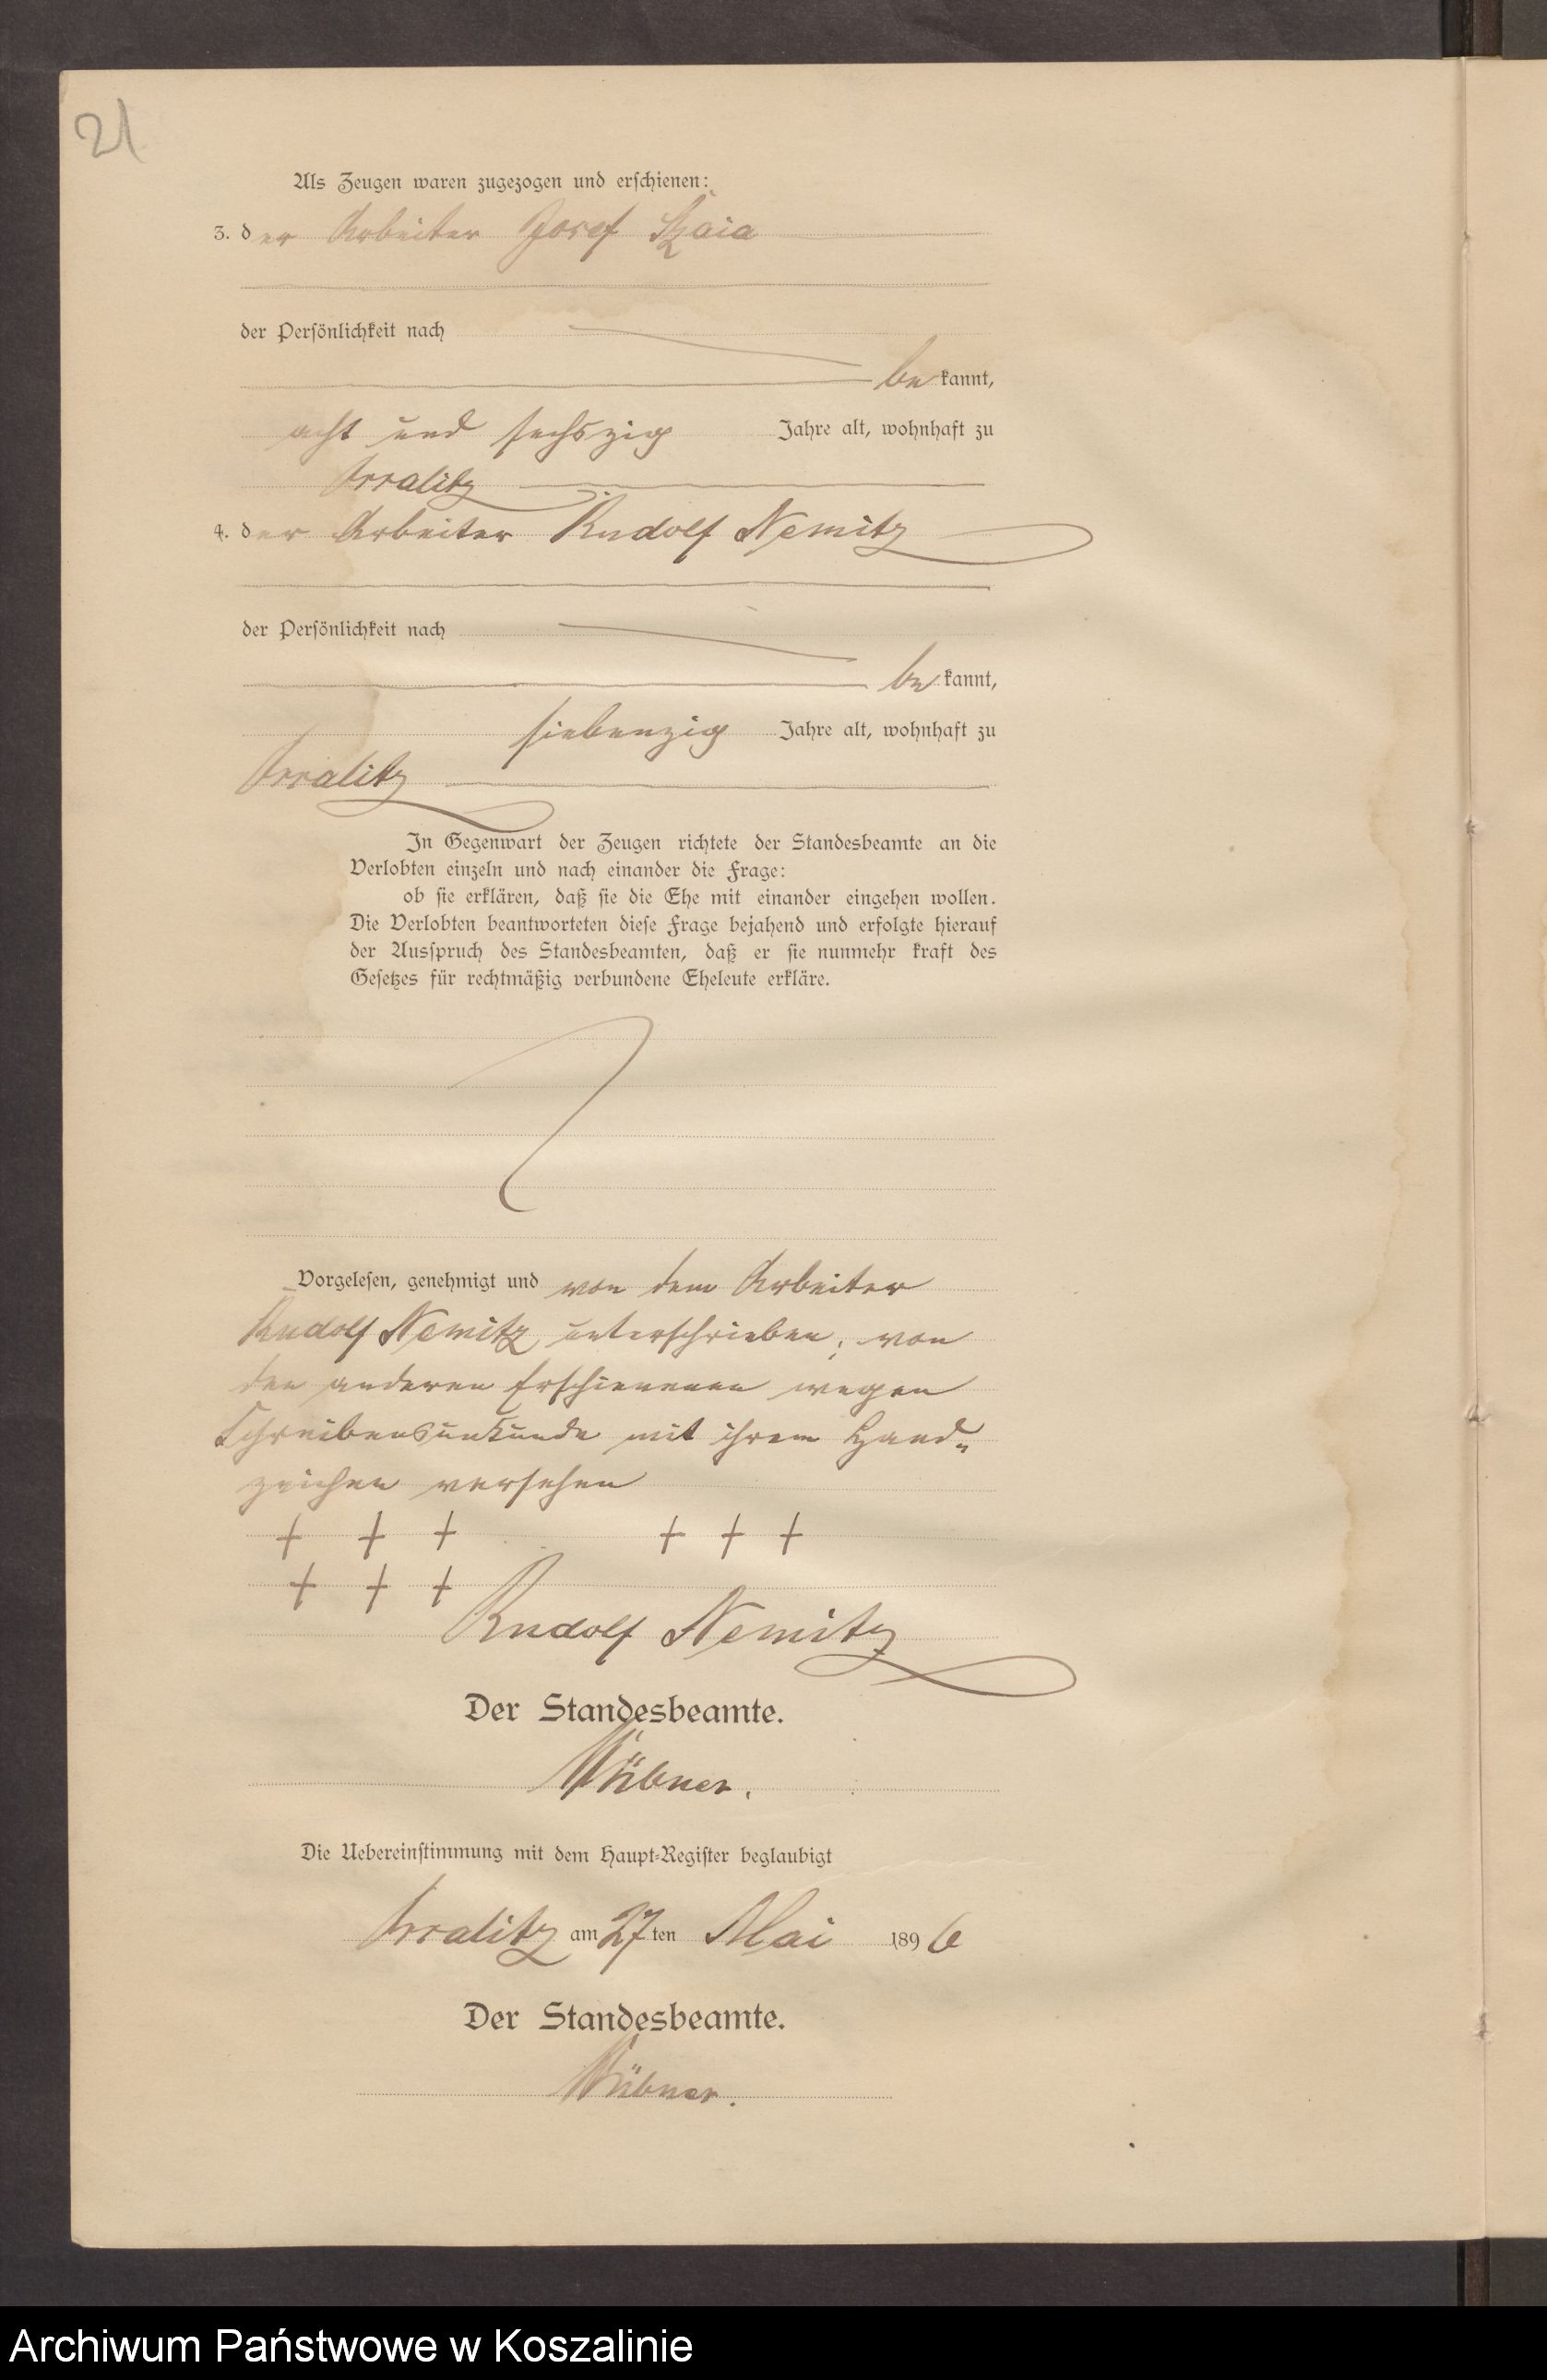 21
Als Zeugen waren zugezogen und erschienen:
3. der Arbeiter Josef
der Persönlichkeit nach
bekannt,
acht und sechszig Jahre alt, wohnhaft zu
4. der Arbeiter Rudolf Nemitz
der Persönlichkeit nach
bekannt,
siebenzig Jahre alt, wohnhaft zu
In Gegenwart der Zeugen richtete der Standesbeamte an die
Verlobten einzeln und nach einander die Frage:
ob sie erklären, daß sie die Ehe mit einander eingehen wollen.
Die Verlobten beantworteten diese Frage bejahend und erfolgte hierauf
der Ausspruch des Standesbeamten, daß er sie nunmehr kraft des
Gesetzes für rechtmäßig verbundene Eheleute erkläre.
Vorgelesen, genehmigt und von dem Arbeiter
Rudolf Nemitz unterschrieben, von
den anderen Erschienenen wegen
Schreibensunkunde mit ihrem Hand-
zeichen versehen
+ + + + + +
+ + +
Rudolf Nemitz
Der Standesbeamte.
Die Uebereinstimmung mit dem Haupt-Register beglaubigt
am 27ten Mai 1896
Der Standesbeamte.
Archiwum Państwowe w Koszalinie